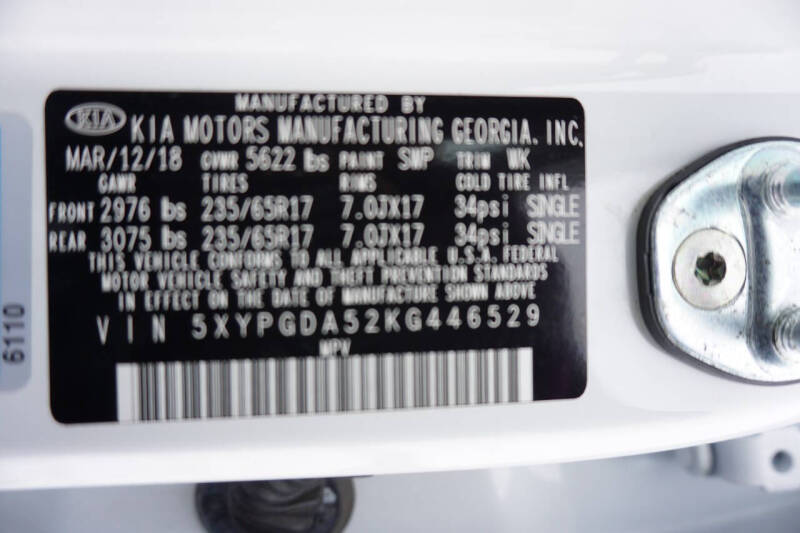 MANUFACTURED BY
KIA KIA MOTORS MANUFACTURING GEORGIA. INC.
MAR/12/18 GVWR 5622 lbs PAINT SWP TRIM WK
GAWR TIRES RIMS COLD TIRE INFL
FRONT 2976 lbs 235/65R17 7.0JX17 34psi SINGLE
REAR 3075 lbs 235/65R17 7.0JX17 34psi SINGLE
THIS VEHICLE CONFORMS TO ALL APPLICABLE U.S.A. FEDERAL
MOTOR VEHICLE SAFETY AND THEFT PREVENTION STANDARDS
IN EFFECT ON THE DATE OF MANUFACTURE SHOWN ABOVE
VIN 5XYPGDA52KG446529
MPV
6110